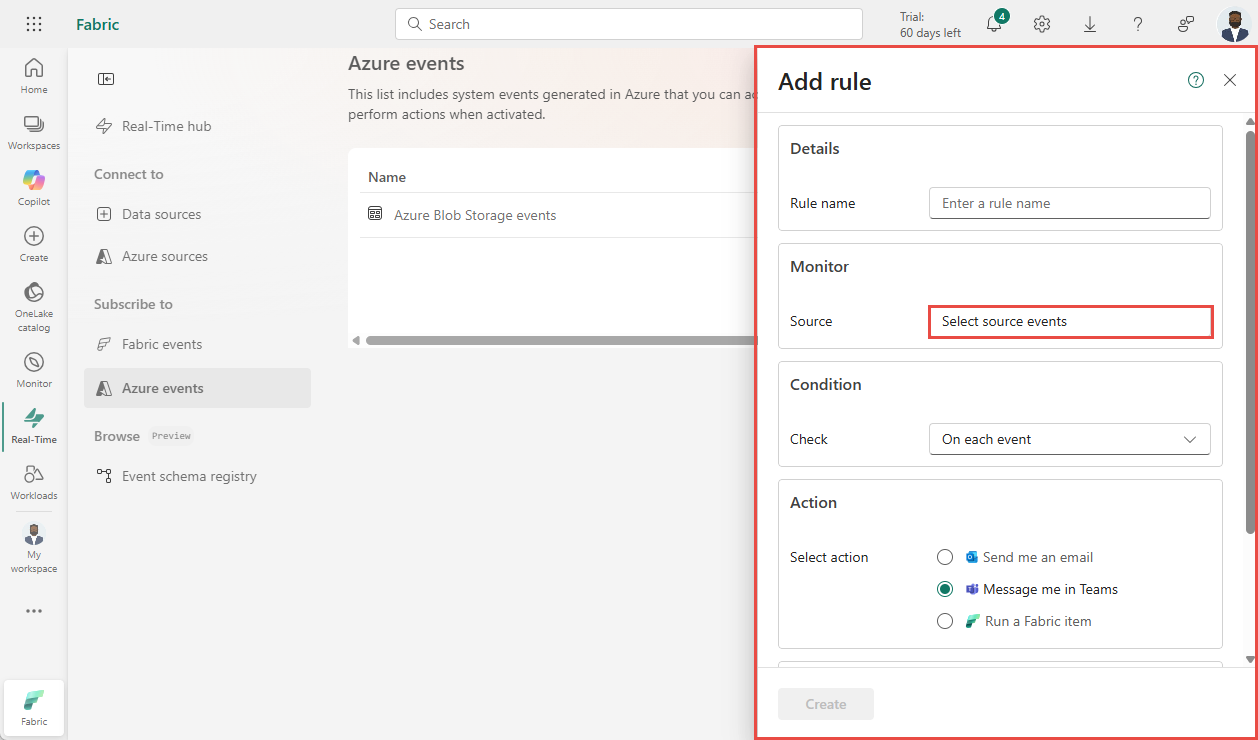 Fabric
Search
Trial:
60 days left
4
Home
Workspaces
Copilot
Create
OneLake
catalog
Monitor
Real-Time
Workloads
My
workspace
Fabric
Real-Time hub
Connect to
Data sources
Azure sources
Subscribe to
Fabric events
Azure events
Browse Preview
Event schema registry
Azure events
This list includes system events generated in Azure that you can
perform actions when activated.
Name
Azure Blob Storage events
Add rule
Details
Rule name Enter a rule name
Monitor
Source Select source events
Condition
Check On each event
Action
Select action Send me an email
Message me in Teams
Run a Fabric item
Create